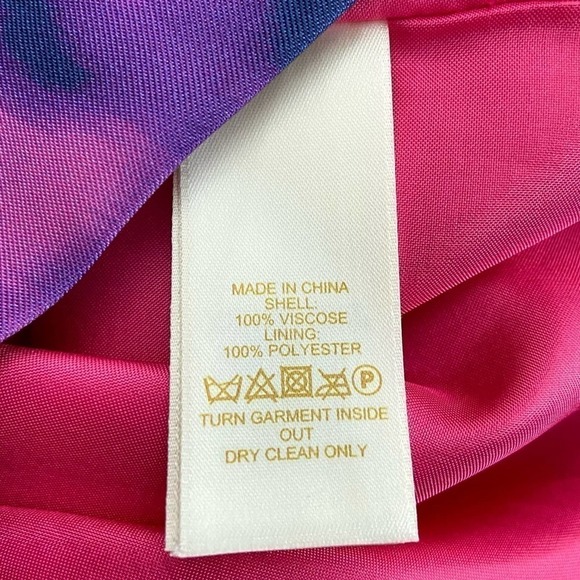 MADE IN CHINA
SHELL:
100% VISCOSE
LINING:
100% POLYESTER
P
TURN GARMENT INSIDE
OUT
DRY CLEAN ONLY